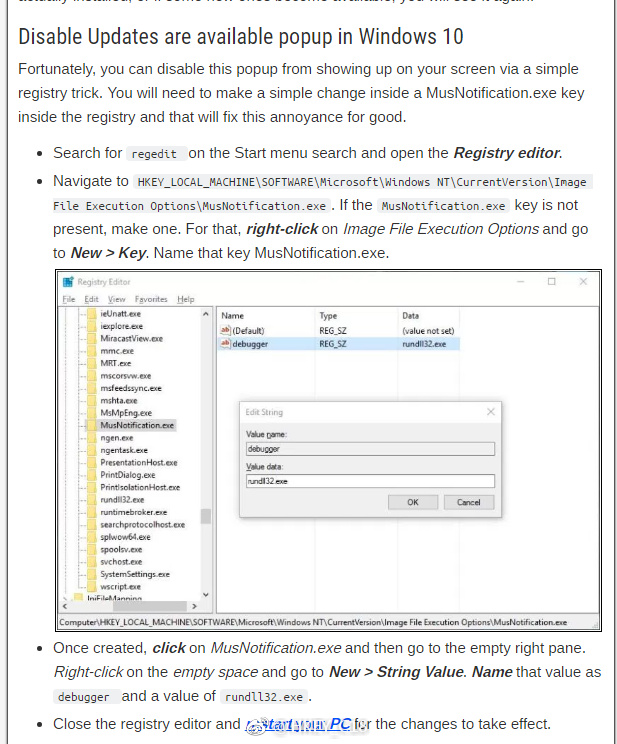 Disable Updates are available popup in Windows 10
Fortunately, you can disable this popup from showing up on your screen via a simple
registry trick. You will need to make a simple change inside a MusNotification.exe key
inside the registry and that will fix this annoyance for good.
• Search for regedit on the Start menu search and open the Registry editor.
• Navigate to HKEY_LOCAL_MACHINE\SOFTWARE\Microsoft\Windows NT\CurrentVersion\Image
File Execution Options\MusNotification.exe . If the MusNotification.exe key is not
present, make one. For that, right-click on Image File Execution Options and go
to New > Key. Name that key MusNotification.exe.
Registry Editor
File Edit View Favorites Help
ieUnatt.exe
iexplore.exe
MiracastView.exe
mmc.exe
MRT.exe
mscorsvw.exe
msfeedssync.exe
mshta.exe
MsMpEng.exe
MusNotification.exe
ngen.exe
ngentask.exe
PresentationHost.exe
PrintDialog.exe
PrintIsolationHost.exe
rundll32.exe
runtimebroker.exe
searchprotocolhost.exe
splwow64.exe
spoolsv.exe
svchost.exe
SystemSettings.exe
wscript.exe
IniFileMapping
Name Type Data
(Default) REG_SZ (value not set)
debugger REG_SZ rundll32.exe
Edit String
Value name:
debugger
Value data:
rundll32.exe
OK Cancel
Computer\HKEY_LOCAL_MACHINE\SOFTWARE\Microsoft\Windows NT\CurrentVersion\Image File Execution Options\MusNotification.exe
• Once created, click on MusNotification.exe and then go to the empty right pane.
Right-click on the empty space and go to New > String Value. Name that value as
debugger and a value of rundll32.exe .
• Close the registry editor and restart your PC for the changes to take effect.